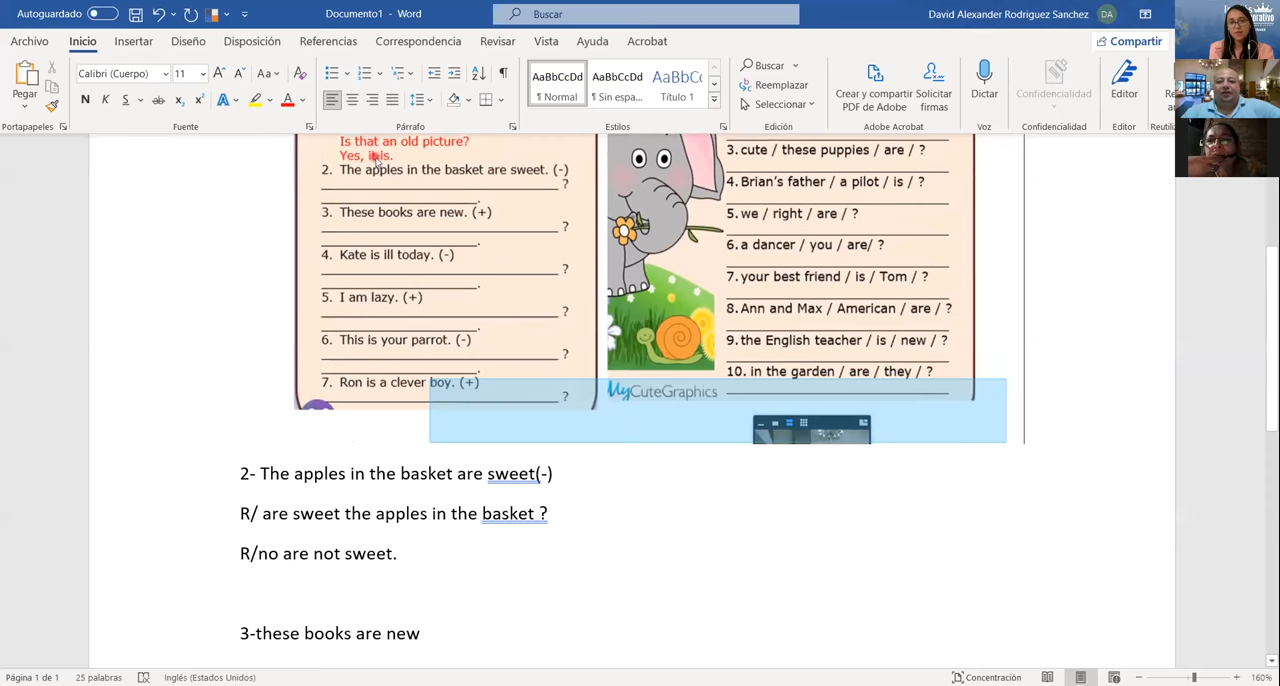 Autoguardado
Documento1 - Word
Buscar
David Alexander Rodriguez Sanchez
DA
Archivo Inicio Insertar Diseño Disposición Referencias Correspondencia Revisar Vista Ayuda Acrobat
Compartir
Pegar
Calibri (Cuerpo) 11
Portapapeles
Fuente
Párrafo
AaBbCcDd
¶ Normal
AaBbCcDd
¶ Sin espa...
AaBbC
Título 1
Estilos
Buscar
Reemplazar
Seleccionar
Edición
Crear y compartir PDF de Adobe
Solicitar firmas
Adobe Acrobat
Dictar
Voz
Confidencialidad
Confidencialidad
Editor
Editor
Is that an old picture?
Yes, it is.
2. The apples in the basket are sweet. (-)
?
.
3. These books are new. (+)
?
.
4. Kate is ill today. (-)
?
.
5. I am lazy. (+)
?
.
6. This is your parrot. (-)
?
.
7. Ron is a clever boy. (+)
?
3. cute / these puppies / are / ?
4. Brian's father / a pilot / is / ?
5. we / right / are / ?
6. a dancer / you / are/ ?
7. your best friend / is / Tom / ?
8. Ann and Max / American / are / ?
9. the English teacher / is / new / ?
10. in the garden / are / they / ?
MyCuteGraphics
2- The apples in the basket are sweet(-)
R/ are sweet the apples in the basket ?
R/no are not sweet.
3-these books are new
Página 1 de 1
25 palabras
Inglés (Estados Unidos)
Concentración
160%